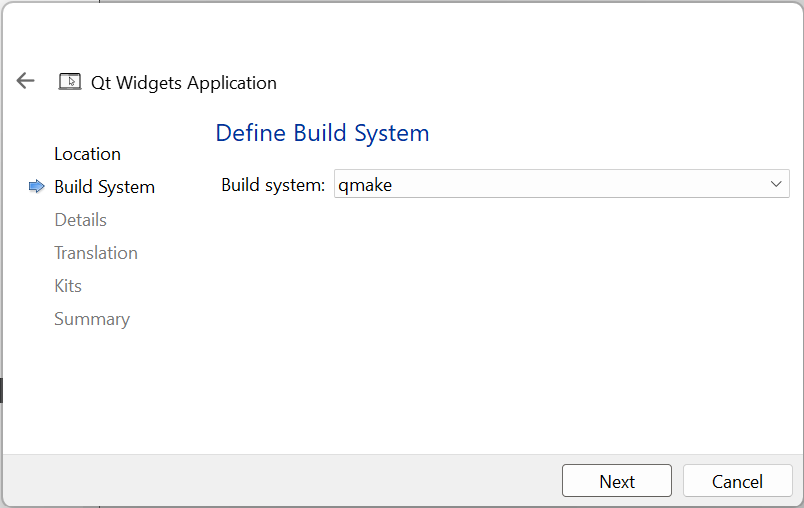 Qt Widgets Application
Define Build System
Location
Build System
Details
Translation
Kits
Summary
Build system: qmake
Next Cancel